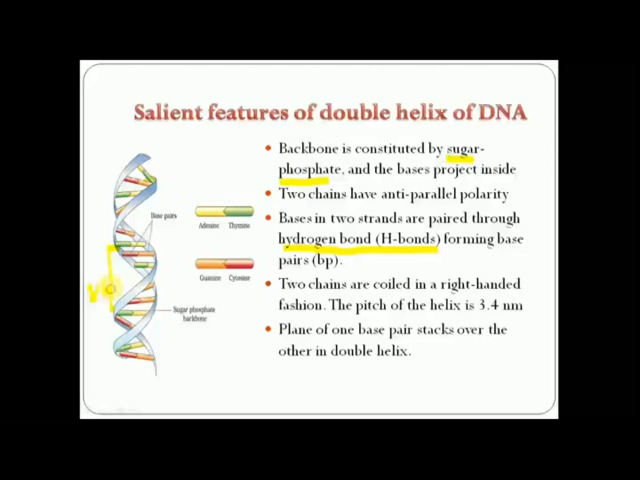 Salient features of double helix of DNA
Backbone is constituted by sugar-
phosphate, and the bases project inside
Two chains have anti-parallel polarity
Bases in two strands are paired through
hydrogen bond (H-bonds) forming base
pairs (bp).
Two chains are coiled in a right-handed
fashion. The pitch of the helix is 3.4 nm
Plane of one base pair stacks over the
other in double helix.
Base pairs
Adenine Thymine
Guanine Cytosine
Sugar phosphate
backbone